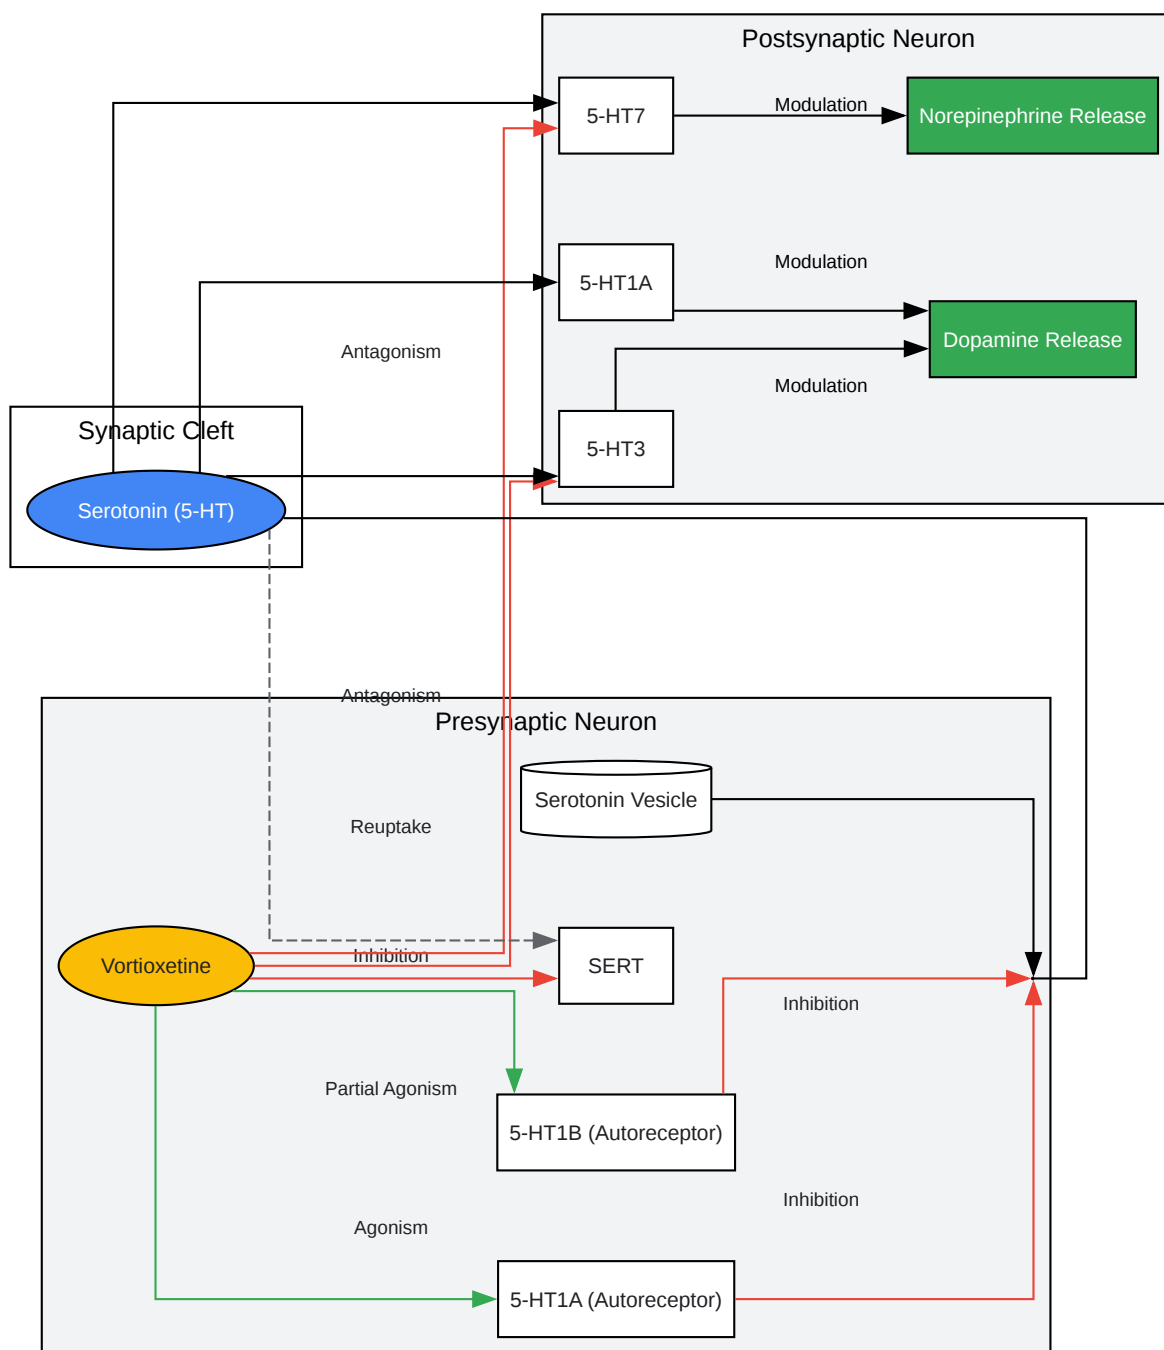 Postsynaptic Neuron
5-HT7
Modulation
Norepinephrine Release
5-HT1A
Modulation
Dopamine Release
Antagonism
Modulation
5-HT3
Synaptic Cleft
Serotonin (5-HT)
Antagonism
Presynaptic Neuron
Serotonin Vesicle
Reuptake
Inhibition
Vortioxetine
SERT
Inhibition
Partial Agonism
5-HT1B (Autoreceptor)
Inhibition
Agonism
5-HT1A (Autoreceptor)